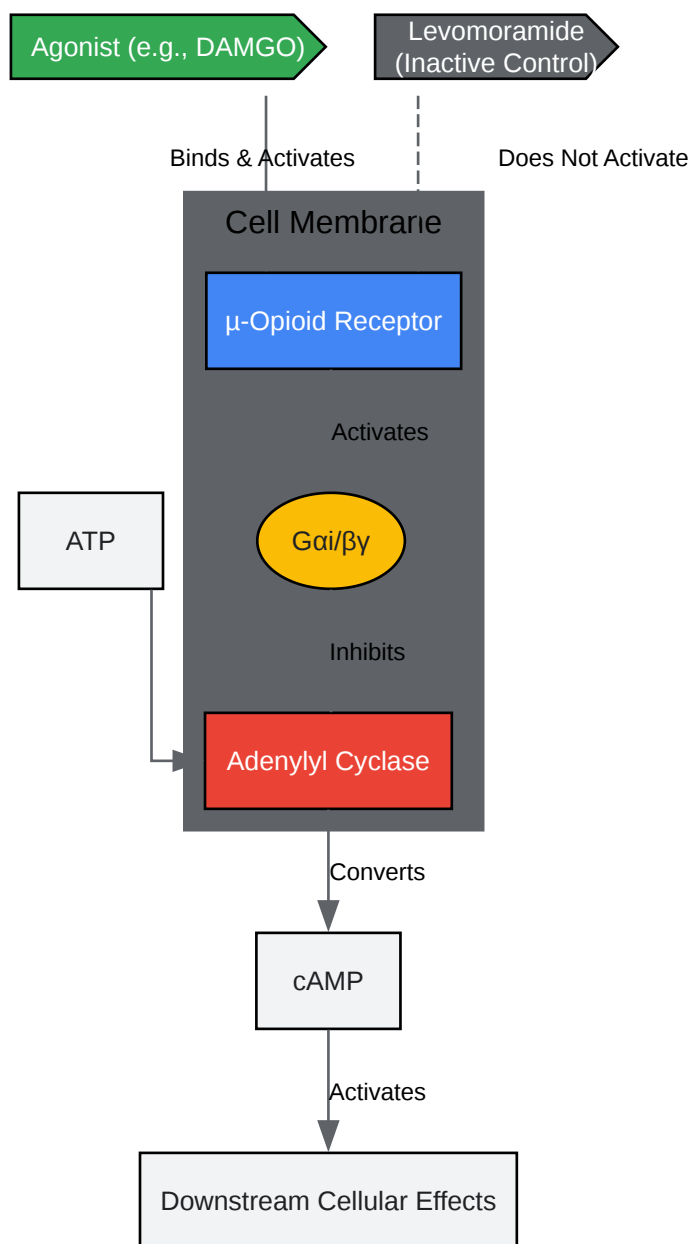 Agonist (e.g., DAMGO)
Levomoramide
(Inactive Control)
Binds & Activates
Does Not Activate
Cell Membrane
µ-Opioid Receptor
Activates
ATP
Gαi/βγ
Inhibits
Adenylyl Cyclase
Converts
cAMP
Activates
Downstream Cellular Effects